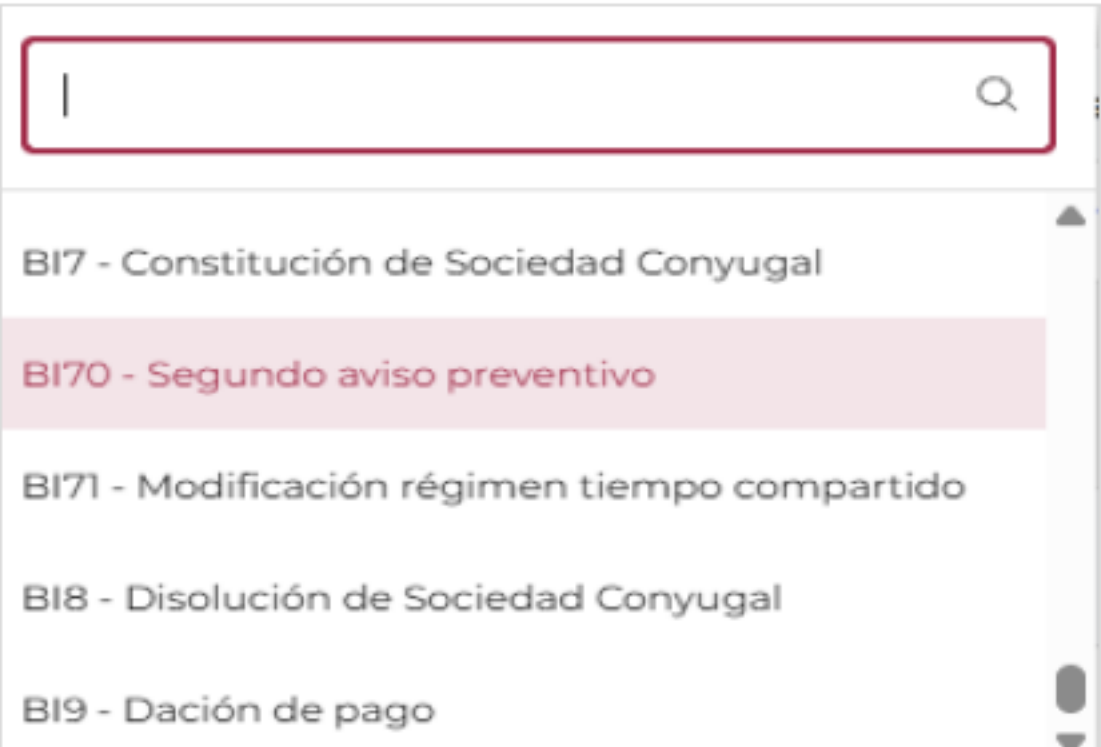 BI7 - Constitución de Sociedad Conyugal
BI70 - Segundo aviso preventivo
BI71 - Modificación régimen tiempo compartido
BI8 - Disolución de Sociedad Conyugal
BI9 - Dación de pago